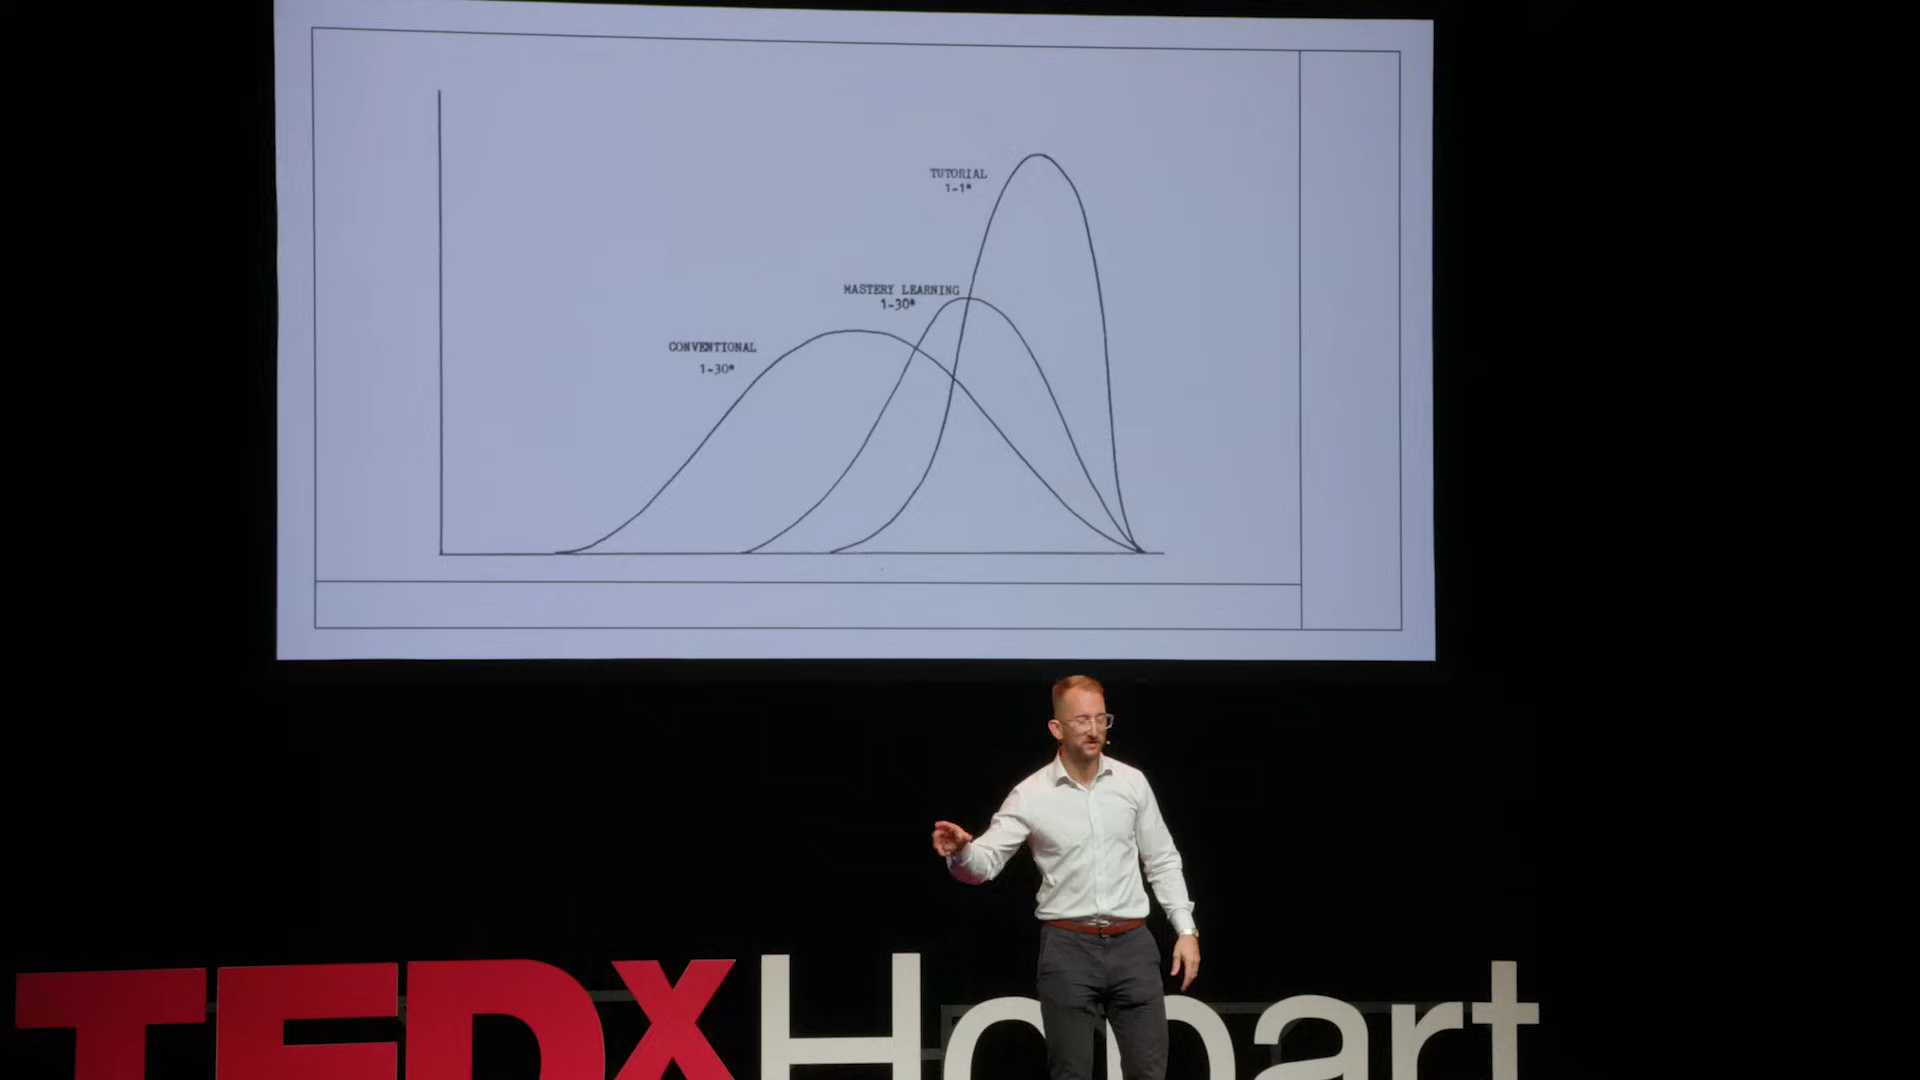 TUTORIAL
1-1*
MASTERY LEARNING
1-30*
CONVENTIONAL
1-30*
TEDxHobart